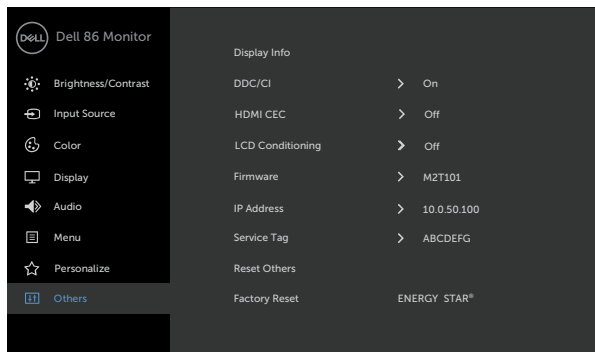 DELL Dell 86 Monitor
Display Info
Brightness/Contrast DDC/CI On
Input Source HDMI CEC Off
Color LCD Conditioning Off
Display Firmware M2T101
Audio IP Address 10.0.50.100
Menu Service Tag ABCDEFG
Personalize Reset Others
Others Factory Reset ENERGY STAR®